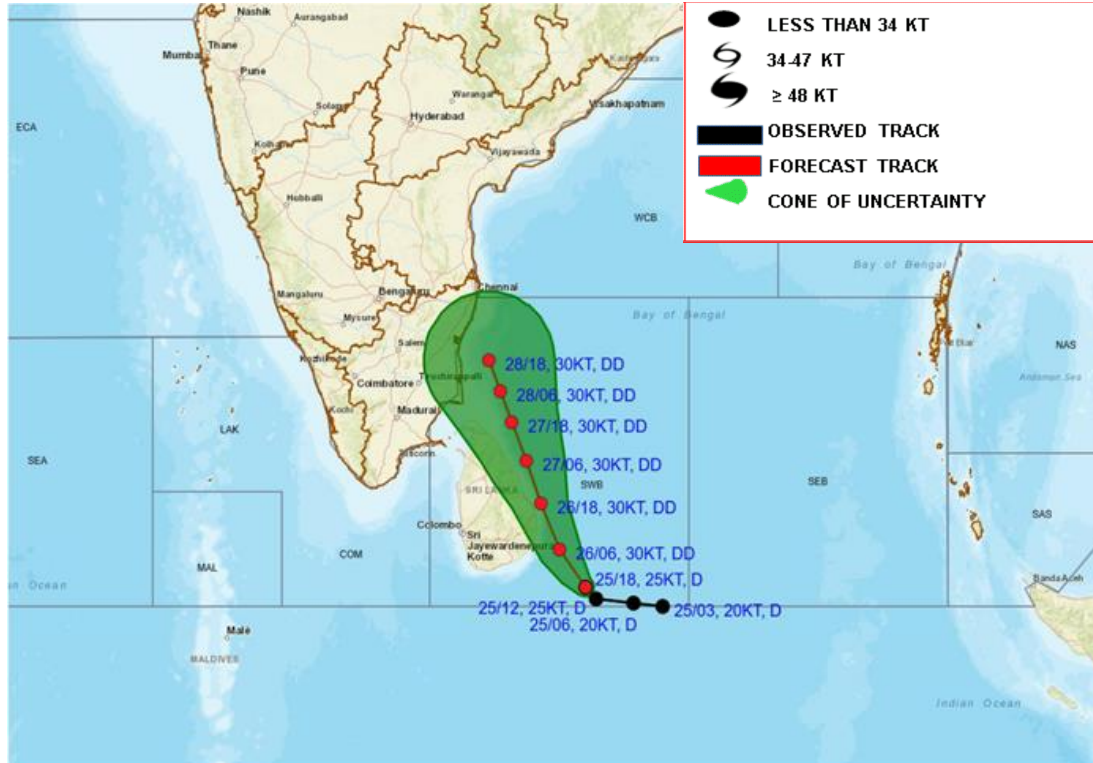 Nashik
Aurangabad
Mumbai
Thane
Pune
Solapur
Kolhapur
Warangal
Hyderabad
Vijayawada
Visakhapatnam
Hubballi
Mangaluru
Bengaluru
Mysuru
Chennai
Salem
Kozhikode
Coimbatore
Tiruchirappalli
Kochi
Madurai
Tuticorin
SRI LANKA
Colombo
Sri
Jayewardenepura
Kotte
Male
MALDIVES
Bay of Bengal
Bay of Bengal
Andaman Sea
Banda Aceh
Indian Ocean
ECA
WCB
SEA
LAK
MAL
COM
SWB
SEB
NAS
SAS
LESS THAN 34 KT
34-47 KT
≥ 48 KT
OBSERVED TRACK
FORECAST TRACK
CONE OF UNCERTAINTY
28/18, 30KT, DD
28/06, 30KT, DD
27/18, 30KT, DD
27/06, 30KT, DD
26/18, 30KT, DD
26/06, 30KT, DD
25/18, 25KT, D
25/12, 25KT, D
25/06, 20KT, D
25/03, 20KT, D